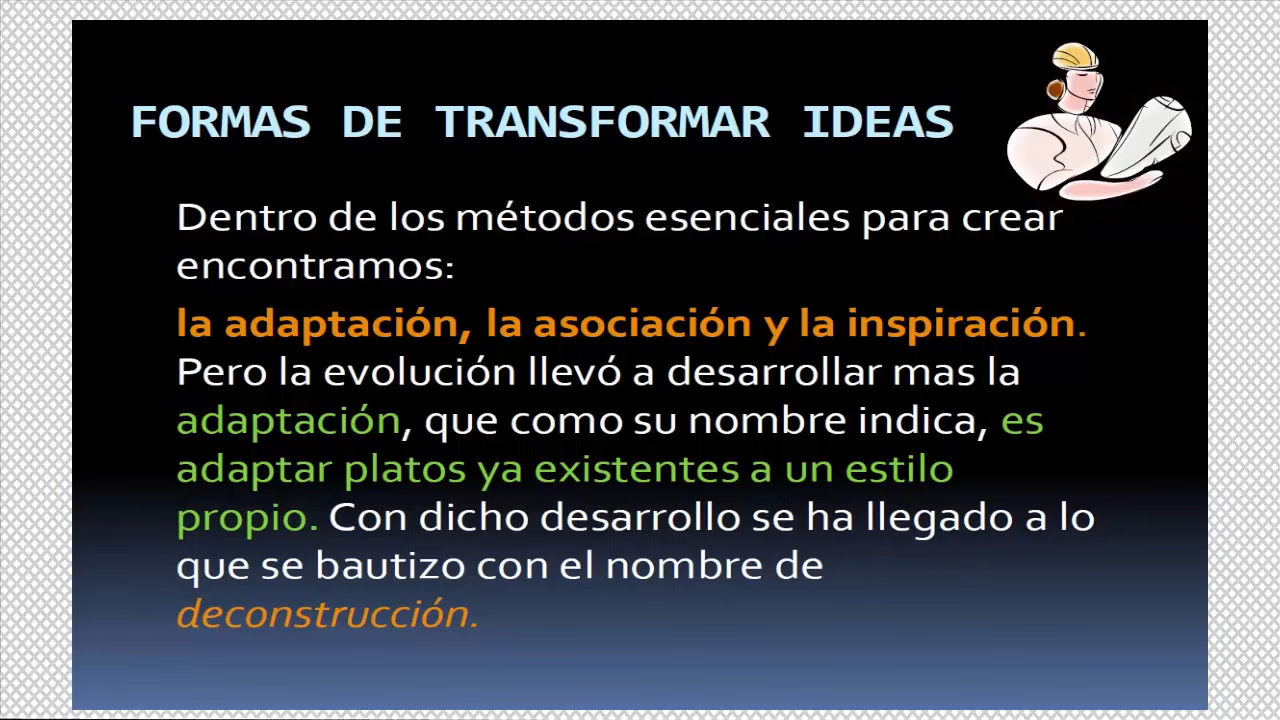 FORMAS DE TRANSFORMAR IDEAS
Dentro de los métodos esenciales para crear
encontramos:
la adaptación, la asociación y la inspiración.
Pero la evolución llevó a desarrollar mas la
adaptación, que como su nombre indica, es
adaptar platos ya existentes a un estilo
propio. Con dicho desarrollo se ha llegado a lo
que se bautizo con el nombre de
deconstrucción.